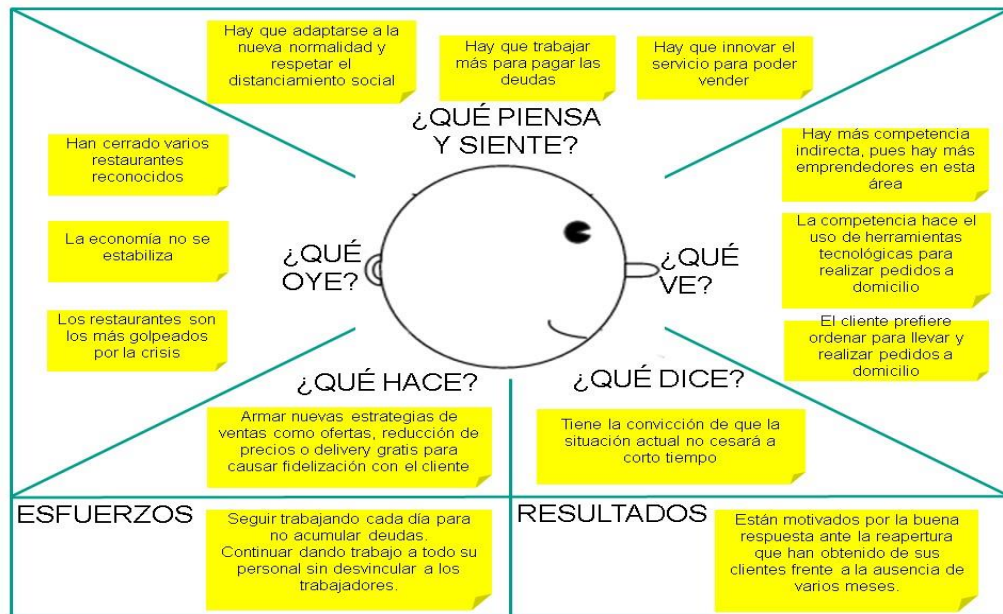 Hay que adaptarse a la
nueva normalidad y
respetar el
distanciamiento social
Hay que trabajar
más para pagar las
deudas
Hay que innovar el
servicio para poder
vender
¿QUÉ PIENSA
Y SIENTE?
Han cerrado varios
restaurantes
reconocidos
La economía no se
estabiliza
Los restaurantes son
los más golpeados
por la crisis
¿QUÉ
OYE?
¿QUÉ
VE?
Hay más competencia
indirecta, pues hay más
emprendedores en esta
área
La competencia hace el
uso de herramientas
tecnológicas para
realizar pedidos a
domicilio
El cliente prefiere
ordenar para llevar y
realizar pedidos a
domicilio
¿QUÉ HACE?
Armar nuevas estrategias de
ventas como ofertas, reducción de
precios o delivery gratis para
causar fidelización con el cliente
¿QUÉ DICE?
Tiene la convicción de que la
situación actual no cesará a
corto tiempo
ESFUERZOS
Seguir trabajando cada día para
no acumular deudas.
Continuar dando trabajo a todo su
personal sin desvincular a los
trabajadores.
RESULTADOS
Están motivados por la buena
respuesta ante la reapertura
que han obtenido de sus
clientes frente a la ausencia de
varios meses.